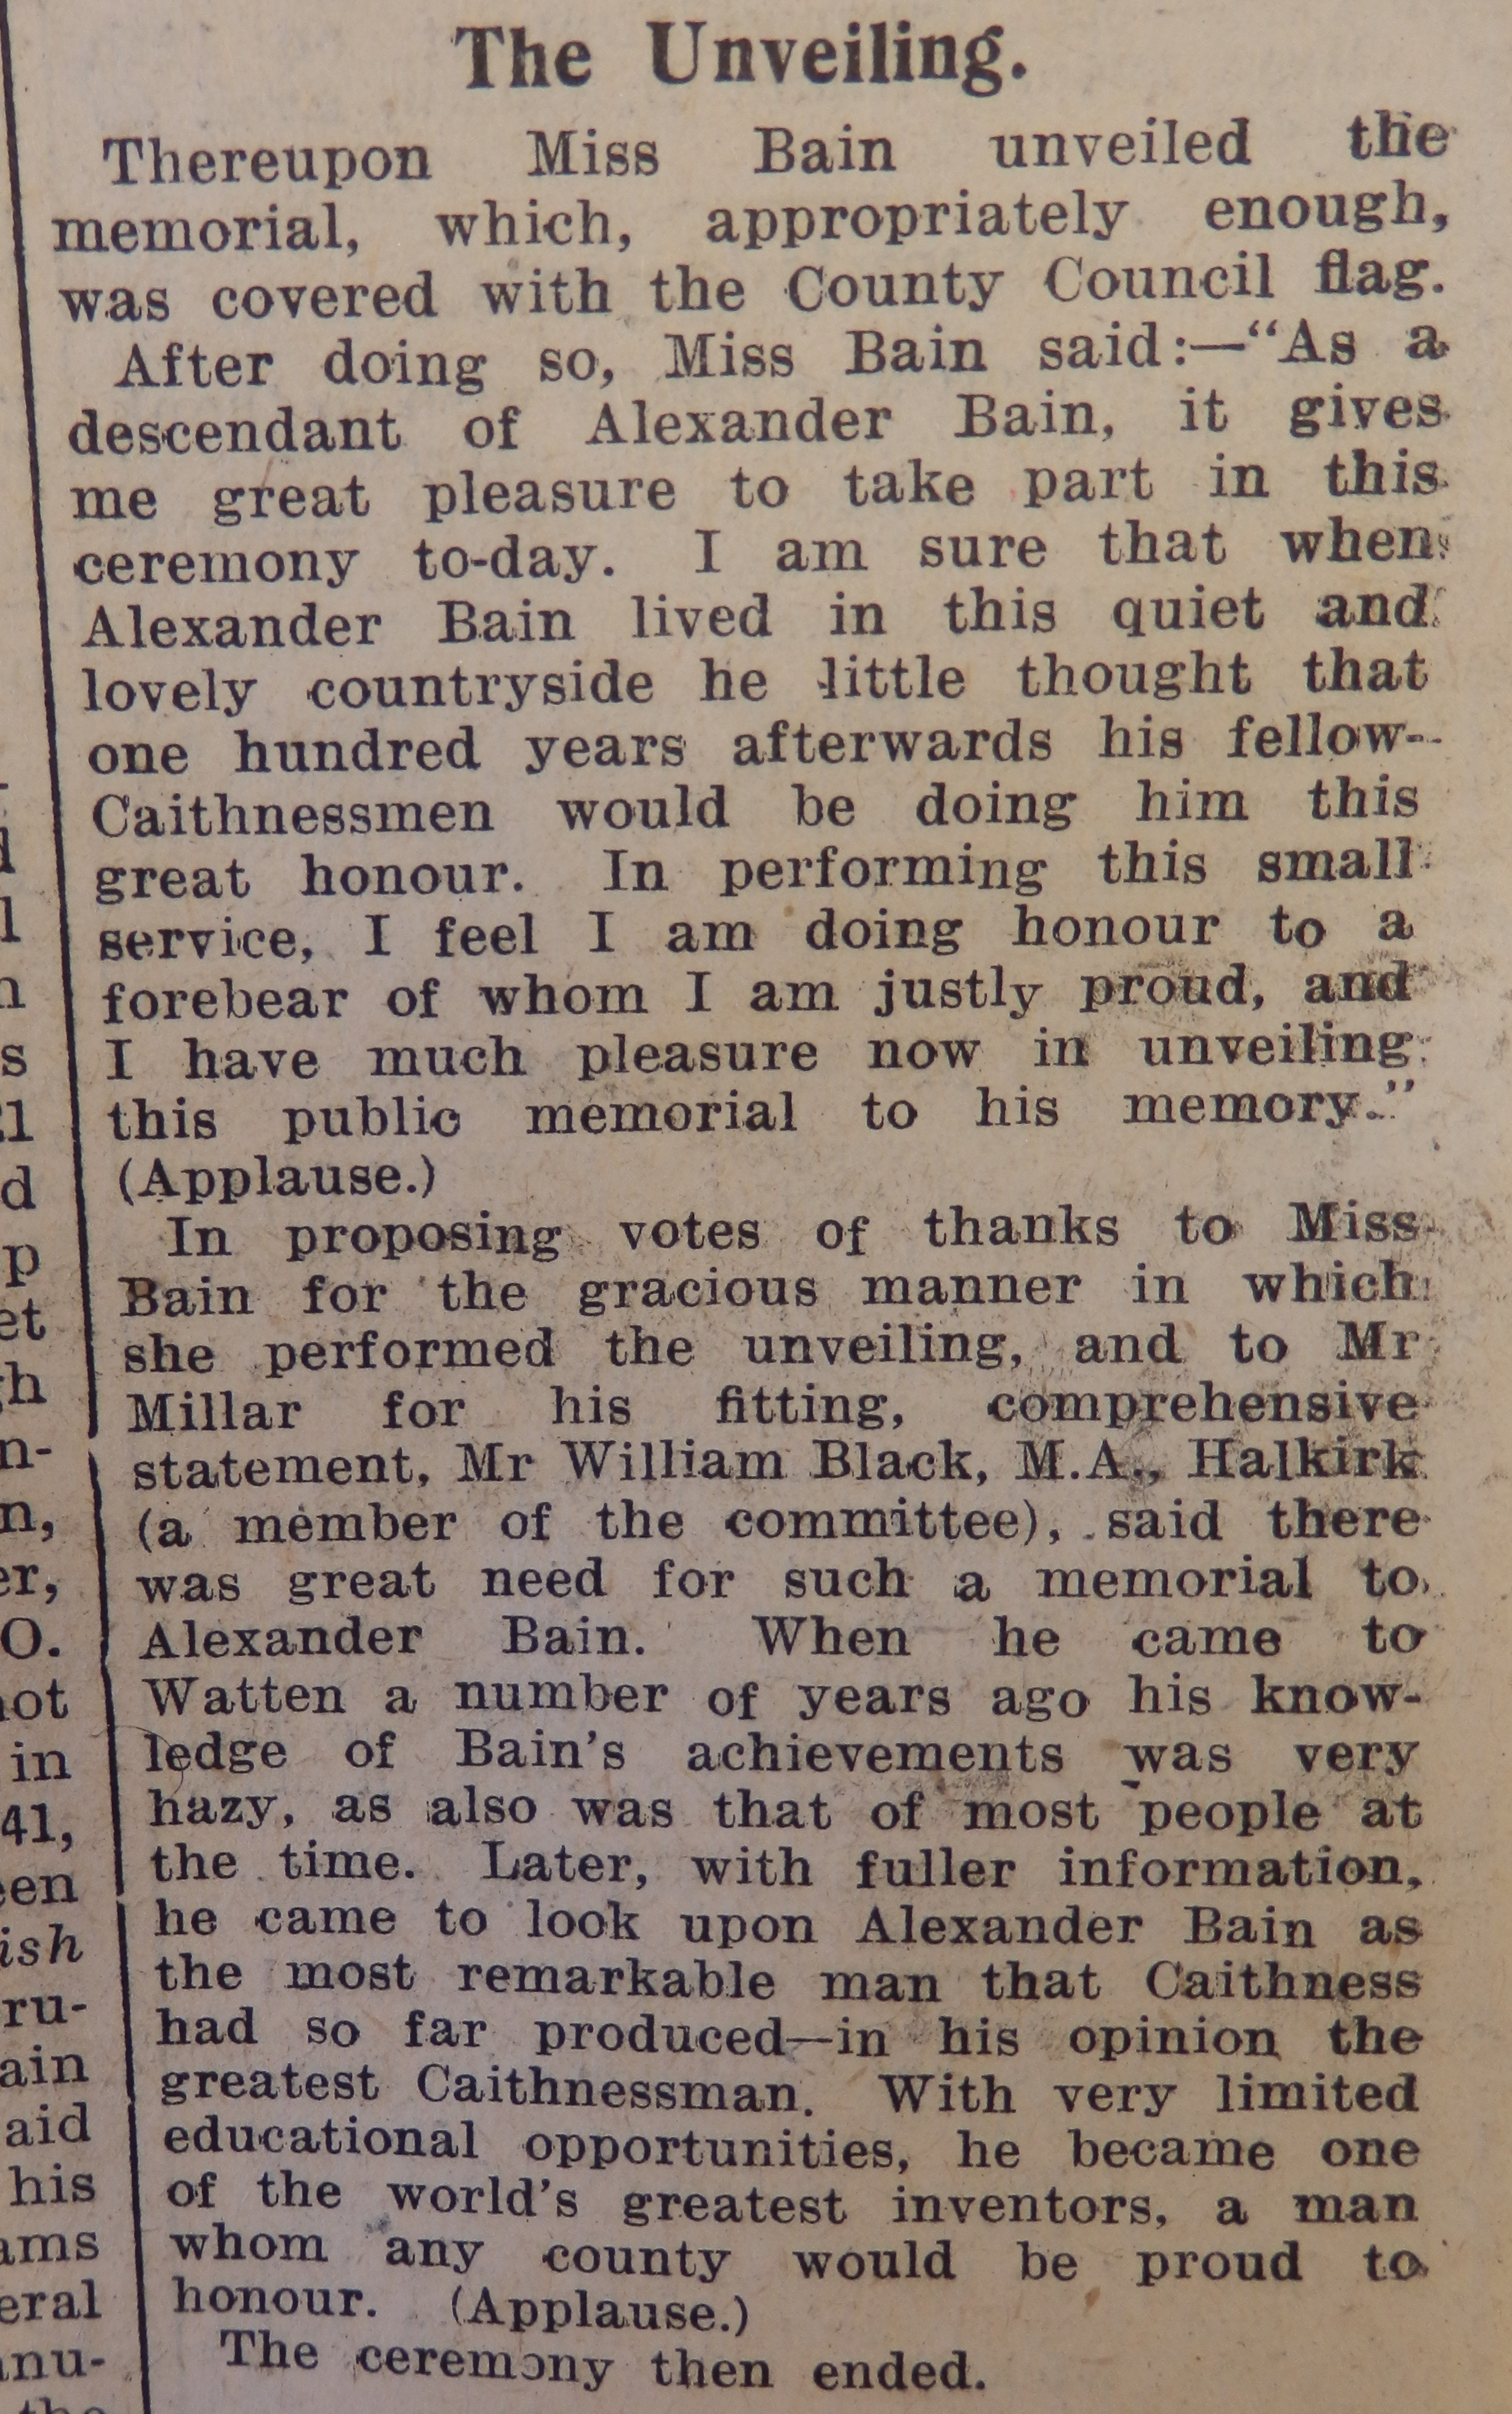 The Unveiling.
Thereupon Miss Bain unveiled the
memorial, which, appropriately enough,
was covered with the County Council flag.
After doing so, Miss Bain said:—"As a
descendant of Alexander Bain, it gives
me great pleasure to take part in this
ceremony to-day. I am sure that when
Alexander Bain lived in this quiet and
lovely countryside he little thought that
one hundred years afterwards his fellow-
Caithnessmen would be doing him this
great honour. In performing this small
service, I feel I am doing honour to a
forebear of whom I am justly proud, and
I have much pleasure now in unveiling
this public memorial to his memory."
(Applause.)
In proposing votes of thanks to Miss
Bain for the gracious manner in which
she performed the unveiling, and to Mr
Millar for his fitting, comprehensive
statement, Mr William Black, M.A., Halkirk
(a member of the committee), said there
was great need for such a memorial to
Alexander Bain. When he came to
Watten a number of years ago his know-
ledge of Bain's achievements was very
hazy, as also was that of most people at
the time. Later, with fuller information,
he came to look upon Alexander Bain as
the most remarkable man that Caithness
had so far produced—in his opinion the
greatest Caithnessman. With very limited
educational opportunities, he became one
of the world's greatest inventors, a man
whom any county would be proud to
honour. (Applause.)
The ceremony then ended.